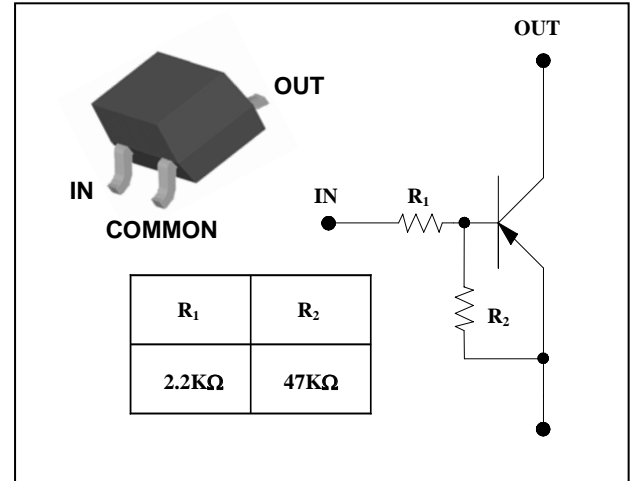 OUT
OUT
IN
COMMON
IN
R₁
R₂
R₁ R₂
2.2KΩ 47KΩ